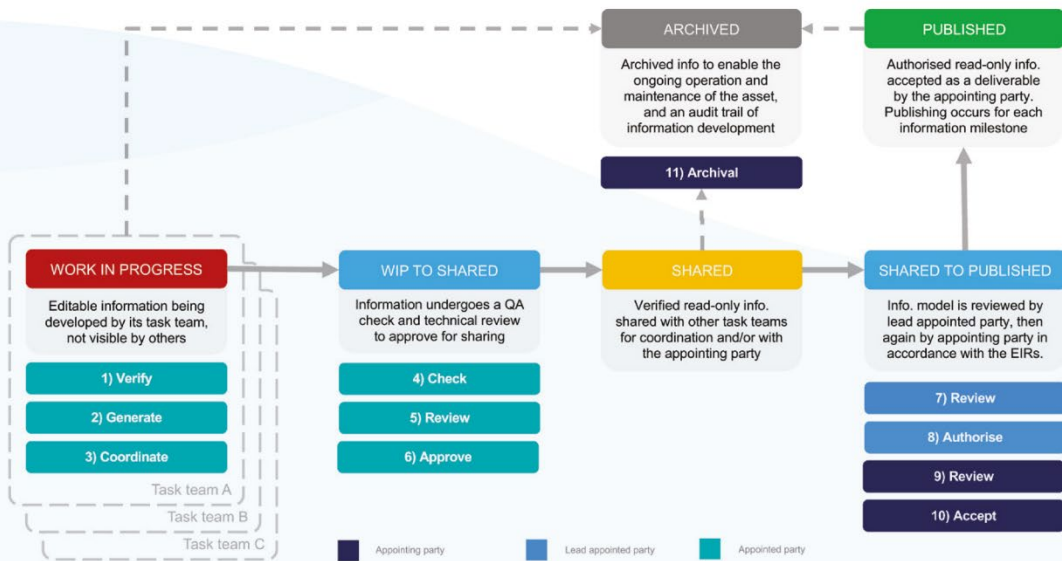 ARCHIVED
Archived info to enable the
ongoing operation and
maintenance of the asset,
and an audit trail of
information development
11) Archival
PUBLISHED
Authorised read-only info.
accepted as a deliverable
by the appointing party.
Publishing occurs for each
information milestone
WORK IN PROGRESS
Editable information being
developed by its task team,
not visible by others
1) Verify
2) Generate
3) Coordinate
Task team A
Task team B
Task team C
WIP TO SHARED
Information undergoes a QA
check and technical review
to approve for sharing
4) Check
5) Review
6) Approve
SHARED
Verified read-only info.
shared with other task teams
for coordination and/or with
the appointing party
SHARED TO PUBLISHED
Info. model is reviewed by
lead appointed party, then
again by appointing party in
accordance with the EIRs.
7) Review
8) Authorise
9) Review
10) Accept
Appointing party
Lead appointed party
Appointed party